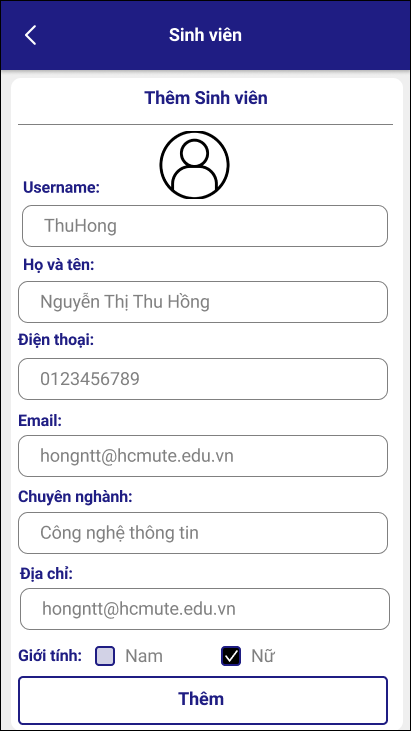 Sinh viên
Thêm Sinh viên
Username:
ThuHong
Họ và tên:
Nguyễn Thị Thu Hồng
Điện thoại:
0123456789
Email:
hongntt@hcmute.edu.vn
Chuyên nghành:
Công nghệ thông tin
Địa chỉ:
hongntt@hcmute.edu.vn
Giới tính: Nam Nữ
Thêm